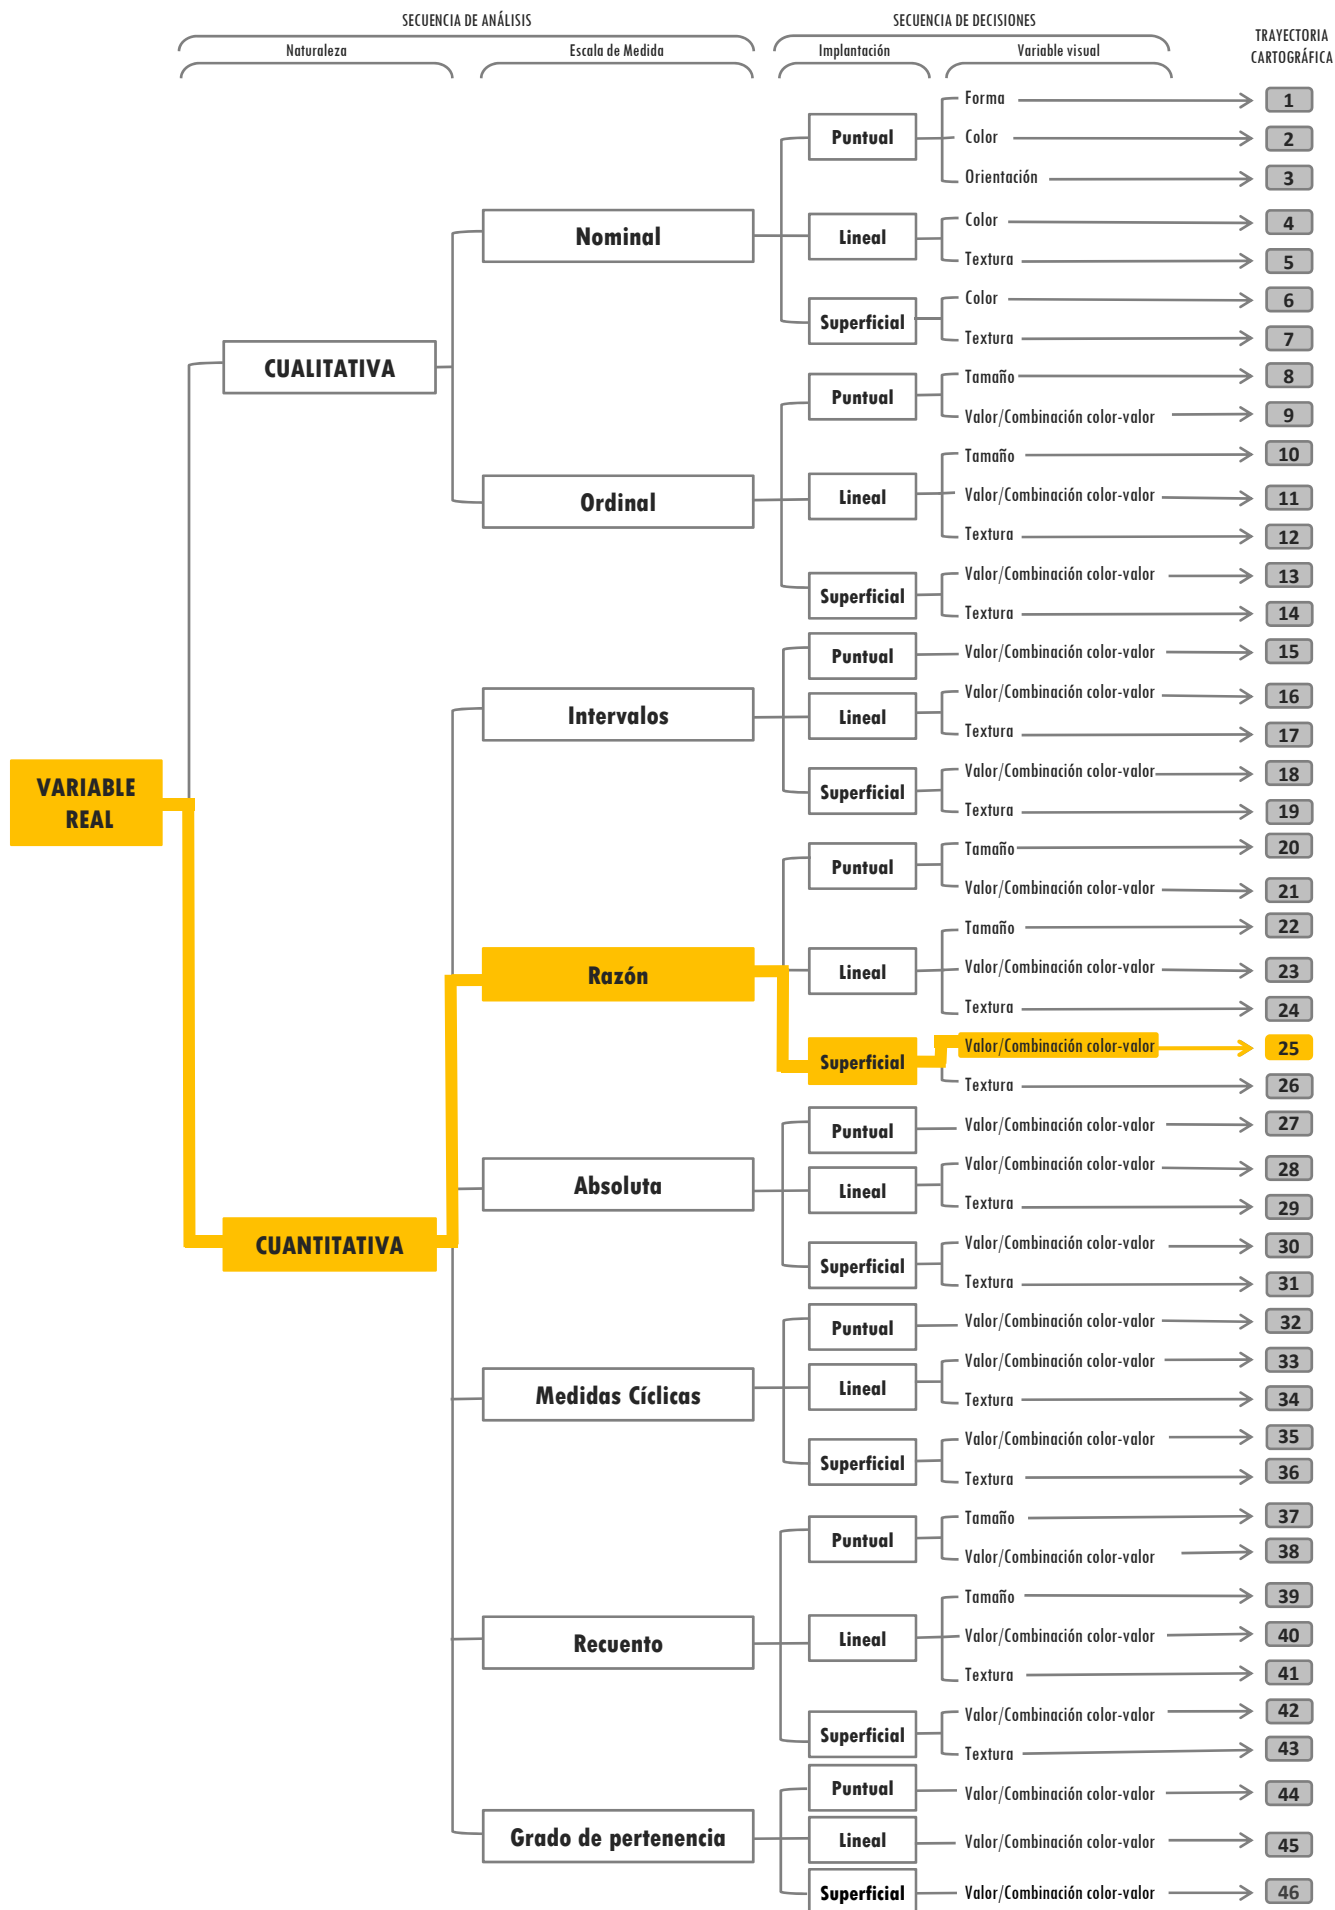 SECUENCIA DE ANÁLISIS
SECUENCIA DE DECISIONES
TRAYECTORIA
CARTOGRÁFICA
Naturaleza
Escala de Medida
Implantación
Variable visual
VARIABLE
REAL
CUALITATIVA
Nominal
Puntual
Forma
1
Color
2
Orientación
3
Lineal
Color
4
Textura
5
Superficial
Color
6
Textura
7
Ordinal
Puntual
Tamaño
8
Valor/Combinación color-valor
9
Lineal
Tamaño
10
Valor/Combinación color-valor
11
Textura
12
Superficial
Valor/Combinación color-valor
13
Textura
14
CUANTITATIVA
Intervalos
Puntual
Valor/Combinación color-valor
15
Lineal
Valor/Combinación color-valor
16
Textura
17
Superficial
Valor/Combinación color-valor
18
Textura
19
Razón
Puntual
Tamaño
20
Valor/Combinación color-valor
21
Lineal
Tamaño
22
Valor/Combinación color-valor
23
Textura
24
Superficial
Valor/Combinación color-valor
25
Textura
26
Absoluta
Puntual
Valor/Combinación color-valor
27
Lineal
Valor/Combinación color-valor
28
Textura
29
Superficial
Valor/Combinación color-valor
30
Textura
31
Medidas Cíclicas
Puntual
Valor/Combinación color-valor
32
Lineal
Valor/Combinación color-valor
33
Textura
34
Superficial
Valor/Combinación color-valor
35
Textura
36
Recuento
Puntual
Tamaño
37
Valor/Combinación color-valor
38
Lineal
Tamaño
39
Valor/Combinación color-valor
40
Textura
41
Superficial
Valor/Combinación color-valor
42
Textura
43
Grado de pertenencia
Puntual
Valor/Combinación color-valor
44
Lineal
Valor/Combinación color-valor
45
Superficial
Valor/Combinación color-valor
46